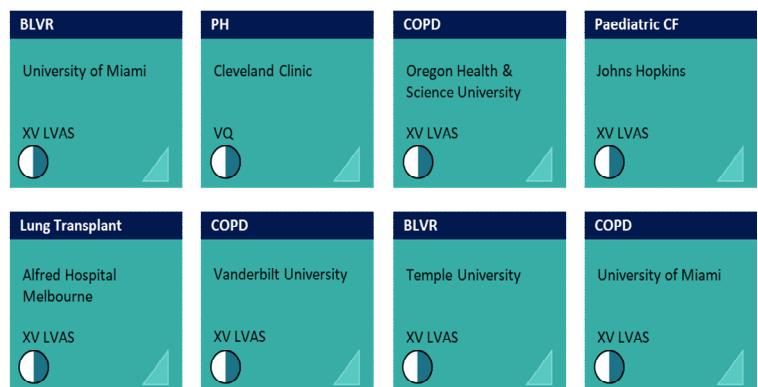 BLVR
University of Miami
XV LVAS
PH
Cleveland Clinic
VQ
COPD
Oregon Health &
Science University
XV LVAS
Paediatric CF
Johns Hopkins
XV LVAS
Lung Transplant
Alfred Hospital
Melbourne
XV LVAS
COPD
Vanderbilt University
XV LVAS
BLVR
Temple University
XV LVAS
COPD
University of Miami
XV LVAS